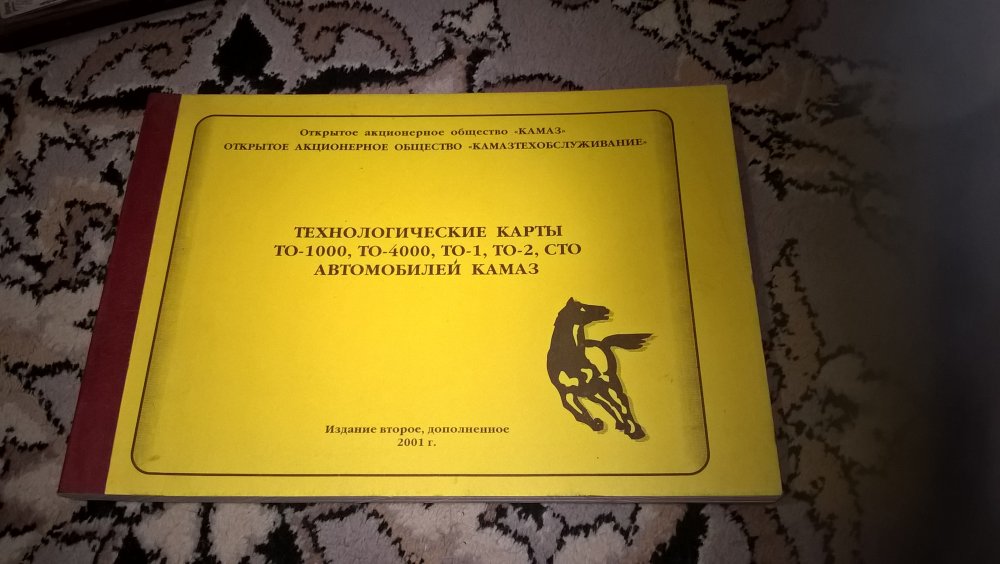 Открытое акционерное общество «КАМАЗ»
ОТКРЫТОЕ АКЦИОНЕРНОЕ ОБЩЕСТВО «КАМАЗТЕХОБСЛУЖИВАНИЕ»
ТЕХНОЛОГИЧЕСКИЕ КАРТЫ
ТО-1000, ТО-4000, ТО-1, ТО-2, СТО
АВТОМОБИЛЕЙ КАМАЗ
Издание второе, дополненное
2001 г.